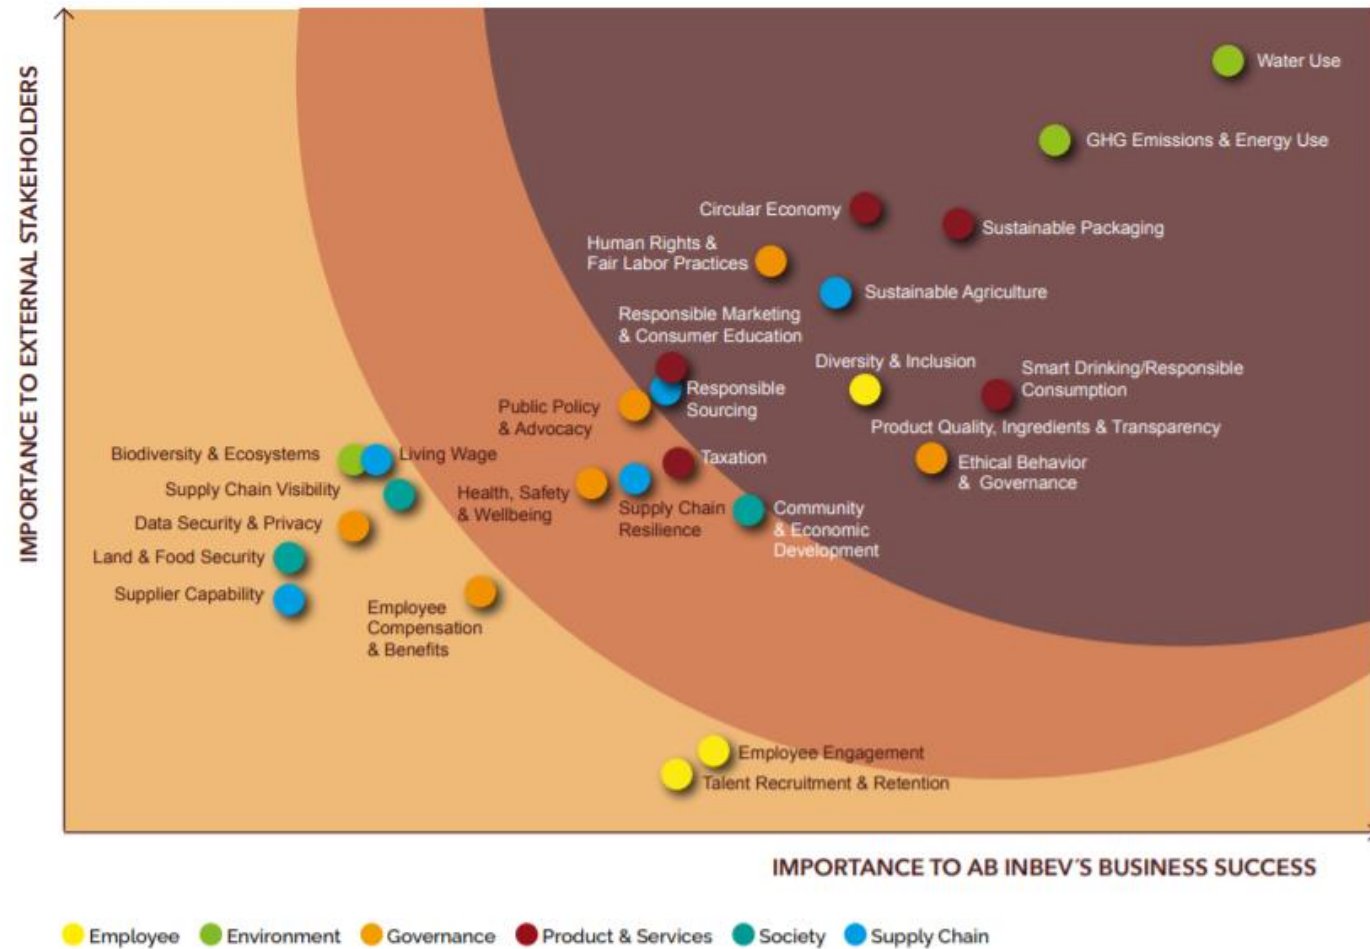 IMPORTANCE TO EXTERNAL STAKEHOLDERS
Water Use
GHG Emissions & Energy Use
Circular Economy
Sustainable Packaging
Human Rights &
Fair Labor Practices
Sustainable Agriculture
Responsible Marketing
& Consumer Education
Diversity & Inclusion
Smart Drinking/Responsible
Consumption
Responsible
Sourcing
Public Policy
& Advocacy
Product Quality, Ingredients & Transparency
Biodiversity & Ecosystems
Living Wage
Taxation
Ethical Behavior
& Governance
Supply Chain Visibility
Health, Safety
& Wellbeing
Supply Chain
Resilience
Community
& Economic
Development
Data Security & Privacy
Land & Food Security
Supplier Capability
Employee
Compensation
& Benefits
Employee Engagement
Talent Recruitment & Retention
IMPORTANCE TO AB INBEV´S BUSINESS SUCCESS
Employee
Environment
Governance
Product & Services
Society
Supply Chain